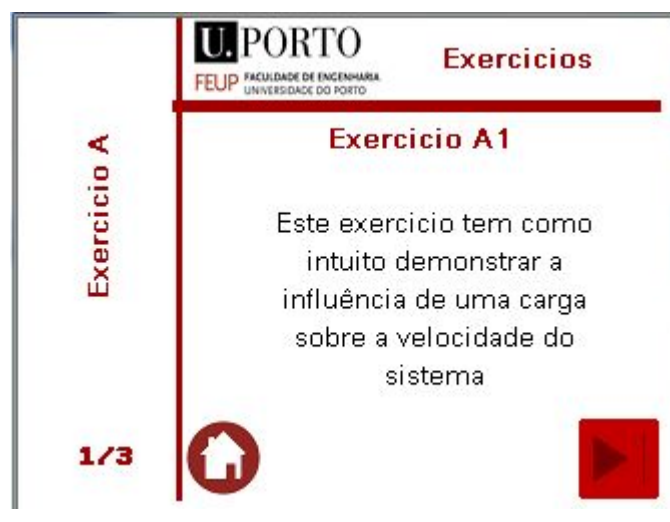 U.PORTO
FEUP FACULDADE DE ENGENHARIA
UNIVERSIDADE DO PORTO
Exercicios
Exercicio A
Exercicio A1
Este exercicio tem como
intuito demonstrar a
influência de uma carga
sobre a velocidade do
sistema
1/3